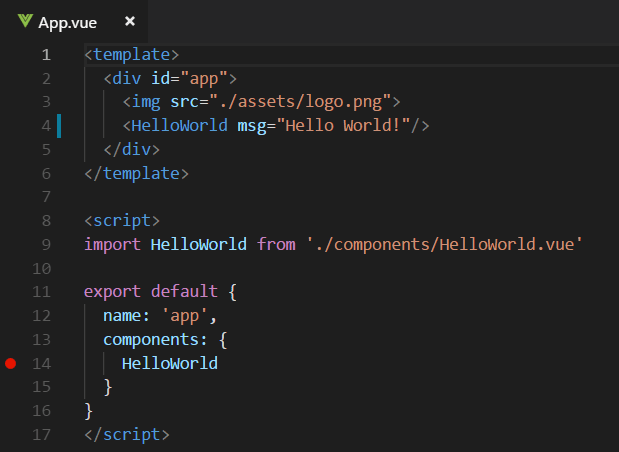 App.vue ×
1 <template>
2   <div id="app">
3     <img src="./assets/logo.png">
4     <HelloWorld msg="Hello World!"/>
5   </div>
6 </template>
7
8 <script>
9 import HelloWorld from './components/HelloWorld.vue'
10
11 export default {
12   name: 'app',
13   components: {
14     HelloWorld
15   }
16 }
17 </script>